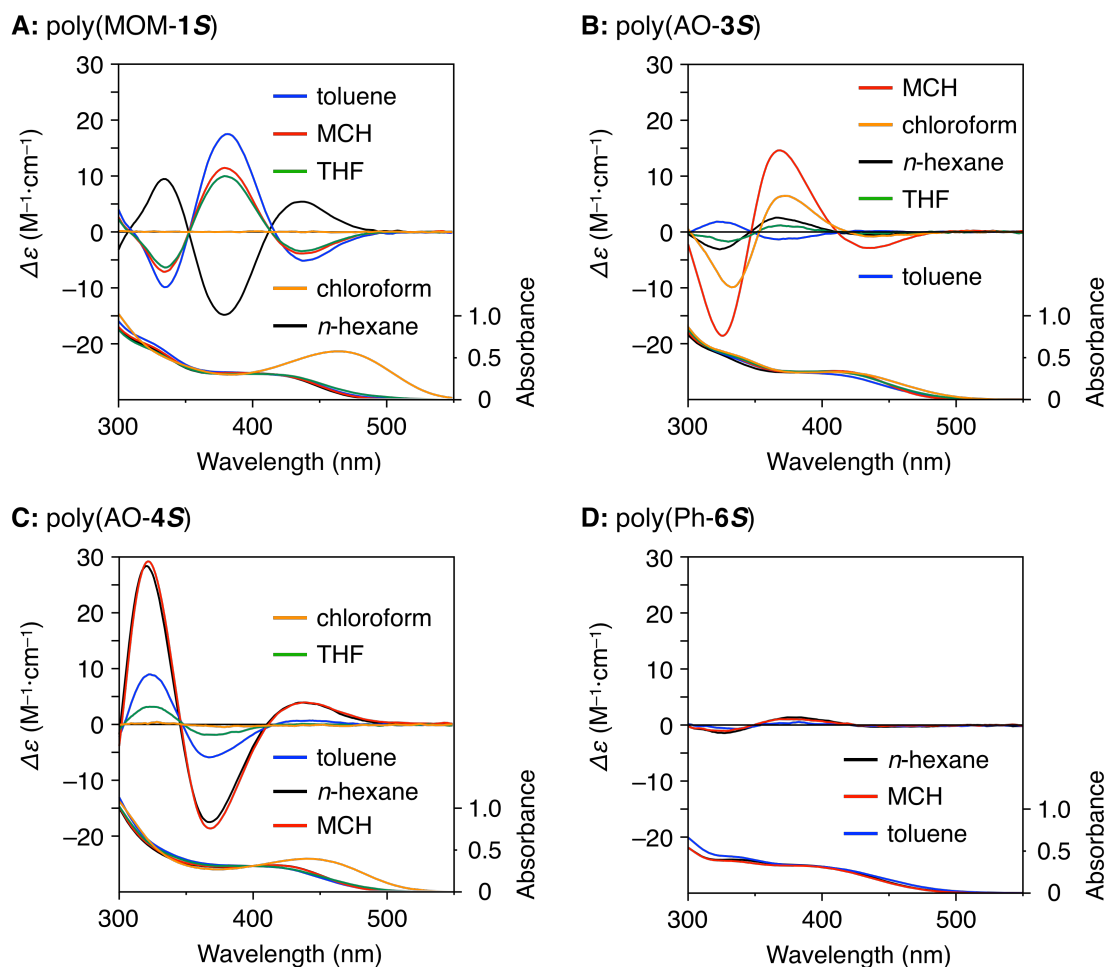 A: poly(MOM-1S)
30
20
10
0
−10
−20
Δε (M⁻¹·cm⁻¹)
toluene
MCH
THF
chloroform
n-hexane
1.0
0.5
0
Absorbance
300
400
500
Wavelength (nm)
B: poly(AO-3S)
30
20
10
0
−10
−20
Δε (M⁻¹·cm⁻¹)
MCH
chloroform
n-hexane
THF
toluene
1.0
0.5
0
Absorbance
300
400
500
Wavelength (nm)
C: poly(AO-4S)
30
20
10
0
−10
−20
Δε (M⁻¹·cm⁻¹)
chloroform
THF
toluene
n-hexane
MCH
1.0
0.5
0
Absorbance
300
400
500
Wavelength (nm)
D: poly(Ph-6S)
30
20
10
0
−10
−20
Δε (M⁻¹·cm⁻¹)
n-hexane
MCH
toluene
1.0
0.5
0
Absorbance
300
400
500
Wavelength (nm)